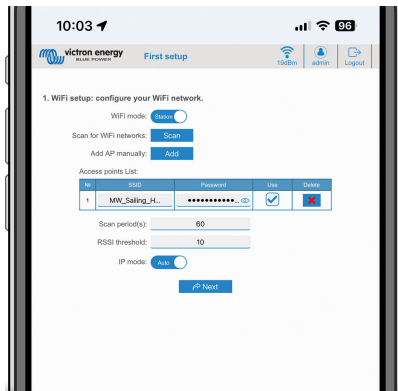 10:03
96
victron energy
BLUE POWER
First setup
19dBm
admin
Logout
1. WiFi setup: configure your WiFi network.
WiFi mode: Station
Scan for WiFi networks: Scan
Add AP manually: Add
Access points List:
№ SSID Password Use Delete
1 MW_Sailing_H... •••••••••••...
Scan period(s): 60
RSSI threshold: 10
IP mode: Auto
Next